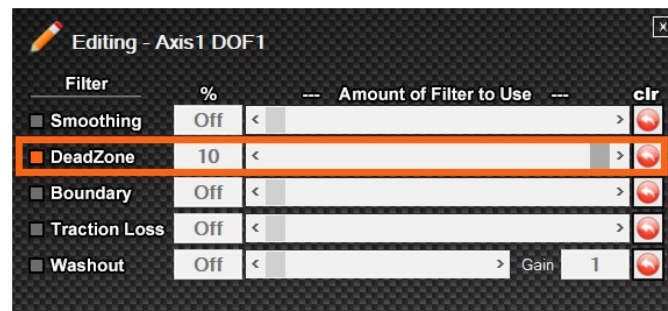 Editing - Axis1 DOF1
Filter % --- Amount of Filter to Use --- clr
Smoothing Off < >
DeadZone 10 < >
Boundary Off < >
Traction Loss Off < >
Washout Off < > Gain 1